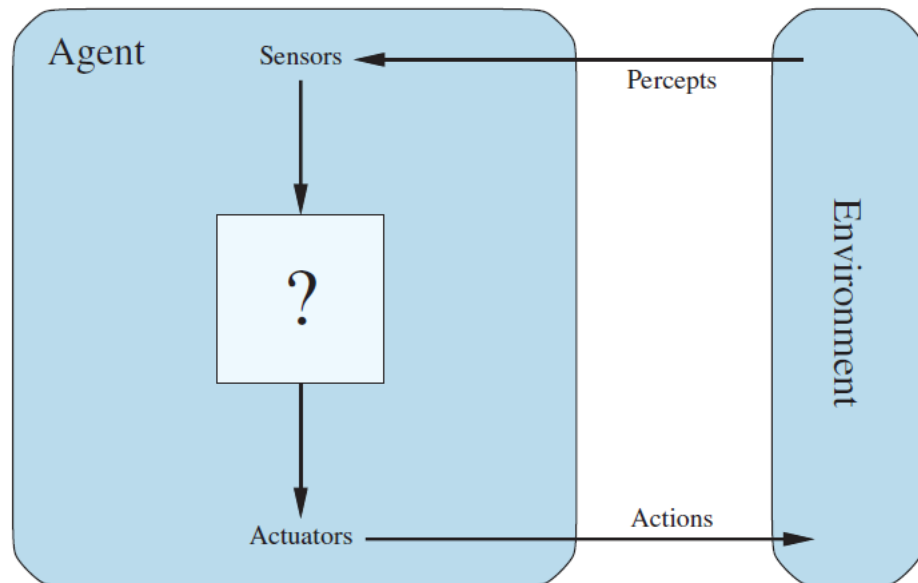 Agent
Sensors
Percepts
Environment
?
Actuators
Actions